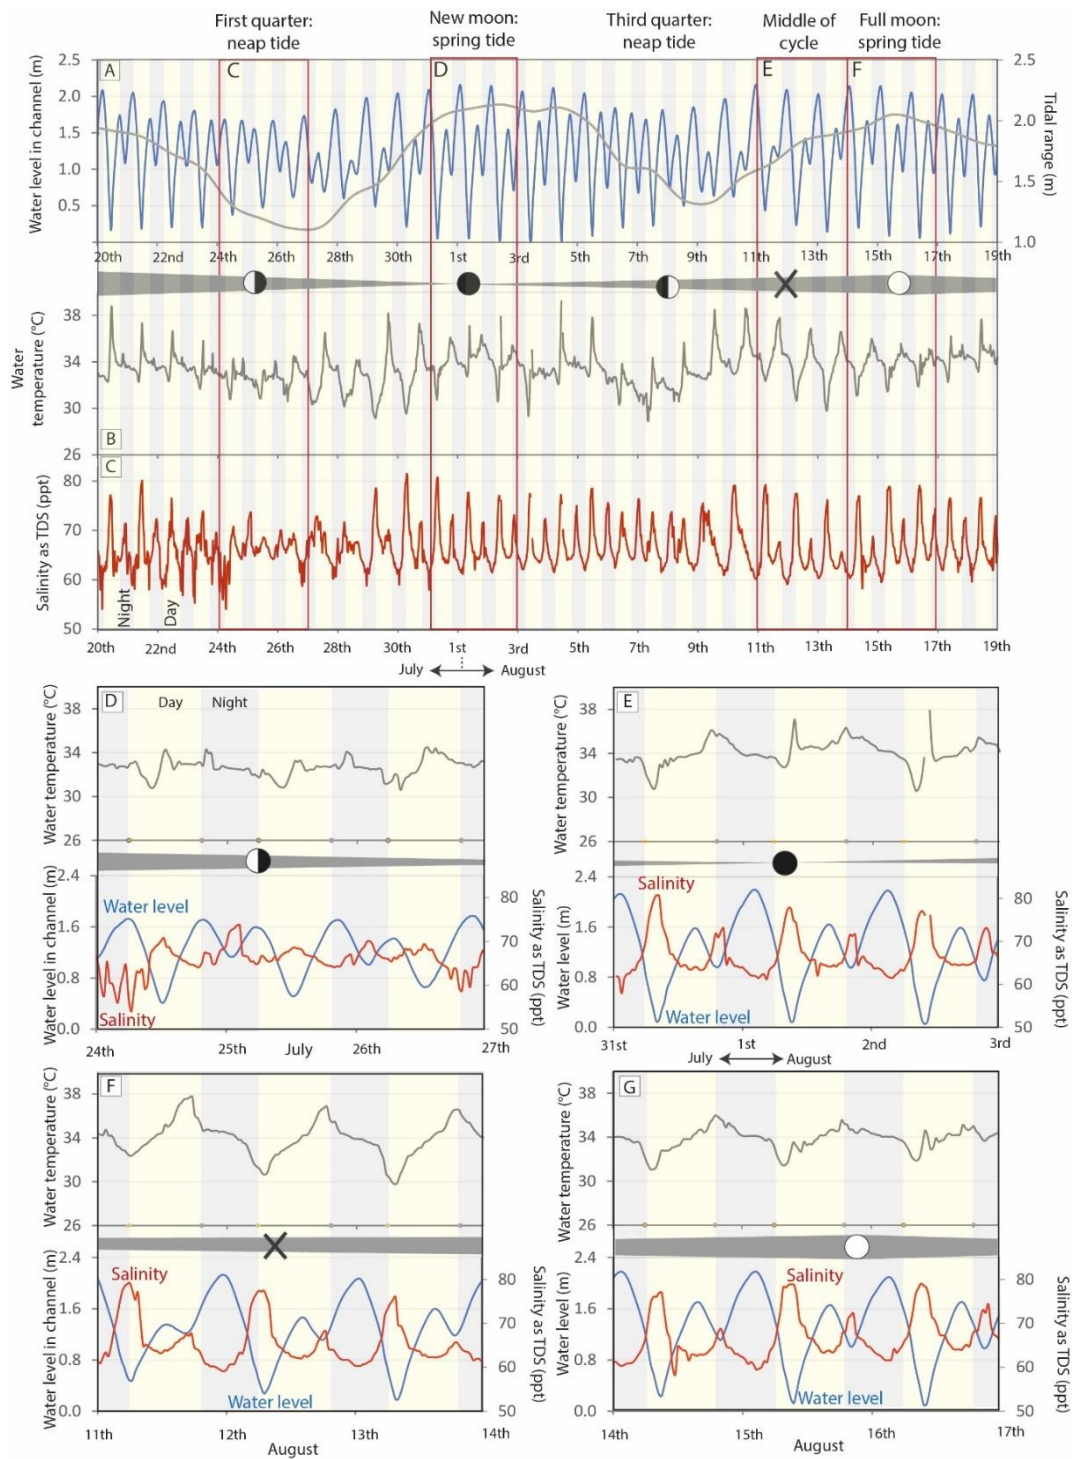 First quarter:
neap tide
New moon:
spring tide
Third quarter:
neap tide
Middle of
cycle
Full moon:
spring tide
A
C
D
E
F
Water level in channel (m)
2.5
2.0
1.5
1.0
0.5
Tidal range (m)
2.5
2.0
1.5
1.0
20th 22nd 24th 26th 28th 30th 1st 3rd 5th 7th 9th 11th 13th 15th 17th 19th
Water
temperature (°C)
38
34
30
26
B
C
Salinity as TDS (ppt)
80
70
60
50
Night
Day
20th 22nd 24th 26th 28th 30th 1st 3rd 5th 7th 9th 11th 13th 15th 17th 19th
July August
D
Day Night
Water temperature (°C)
38
34
30
26
Water level in channel (m)
2.4
1.6
0.8
0.0
Water level
Salinity
80
70
60
50
Salinity as TDS (ppt)
24th 25th July 26th 27th
E
Water temperature (°C)
38
34
30
26
Water level (m)
2.4
1.6
0.8
0.0
Salinity
Water level
80
70
60
50
Salinity as TDS (ppt)
31st 1st 2nd 3rd
July August
F
Water temperature (°C)
38
34
30
26
Water level in channel (m)
2.4
1.6
0.8
0.0
Salinity
Water level
80
70
60
50
Salinity as TDS (ppt)
11th 12th 13th 14th
August
G
Water temperature (°C)
38
34
30
26
Water level (m)
2.4
1.6
0.8
0.0
Salinity
Water level
80
70
60
50
Salinity as TDS (ppt)
14th 15th 16th 17th
August